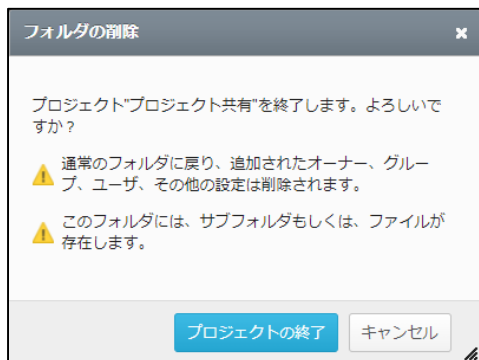 フォルダの削除
プロジェクト"プロジェクト共有"を終了します。よろしいで
すか？
通常のフォルダに戻り、追加されたオーナー、グルー
プ、ユーザ、その他の設定は削除されます。
このフォルダには、サブフォルダもしくは、ファイルが
存在します。
プロジェクトの終了
キャンセル